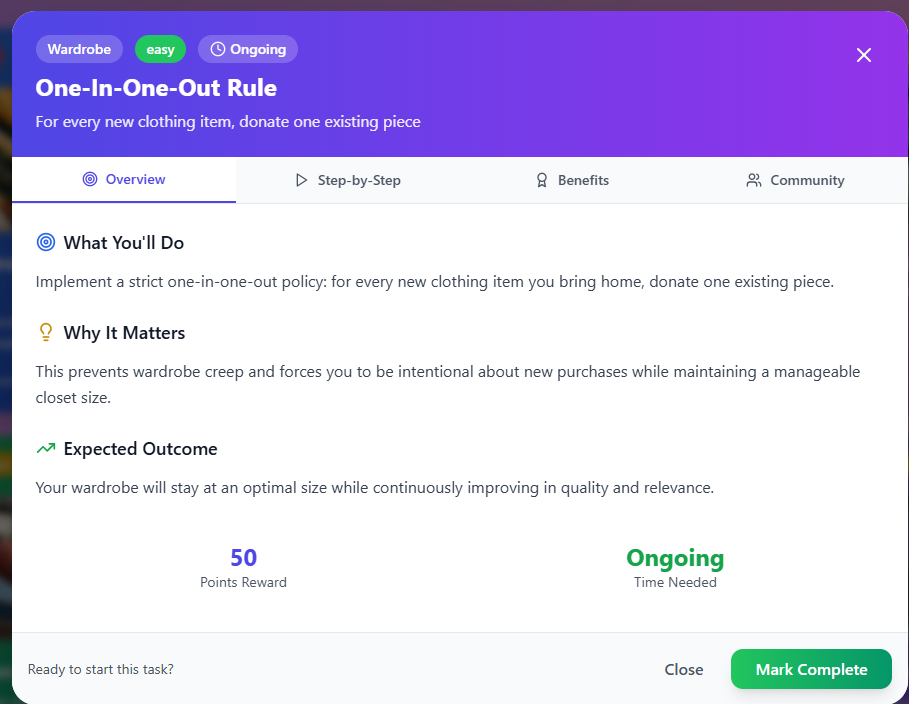 Wardrobe easy Ongoing
One-In-One-Out Rule
For every new clothing item, donate one existing piece
Overview Step-by-Step Benefits Community
What You'll Do
Implement a strict one-in-one-out policy: for every new clothing item you bring home, donate one existing piece.
Why It Matters
This prevents wardrobe creep and forces you to be intentional about new purchases while maintaining a manageable
closet size.
Expected Outcome
Your wardrobe will stay at an optimal size while continuously improving in quality and relevance.
50 Ongoing
Points Reward Time Needed
Ready to start this task? Close Mark Complete